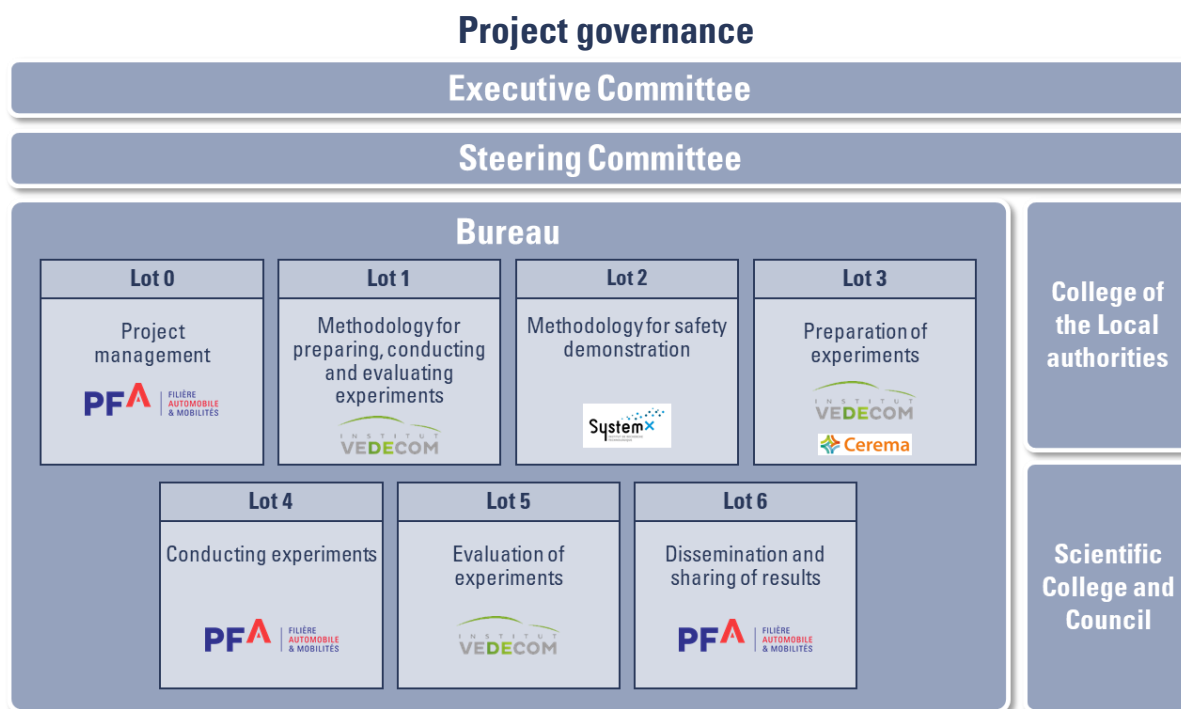 Project governance
Executive Committee
Steering Committee
Bureau
Lot 0
Project
management
PFA
FILIÈRE
AUTOMOBILE
& MOBILITÉS
Lot 1
Methodology for
preparing, conducting
and evaluating
experiments
INSTITUT
VEDECOM
Lot 2
Methodology for safety
demonstration
SystemX
Lot 3
Preparation of
experiments
INSTITUT
VEDECOM
Cerema
Lot 4
Conducting experiments
PFA
FILIÈRE
AUTOMOBILE
& MOBILITÉS
Lot 5
Evaluation of
experiments
INSTITUT
VEDECOM
Lot 6
Dissemination and
sharing of results
PFA
FILIÈRE
AUTOMOBILE
& MOBILITÉS
College of
the Local
authorities
Scientific
College and
Council